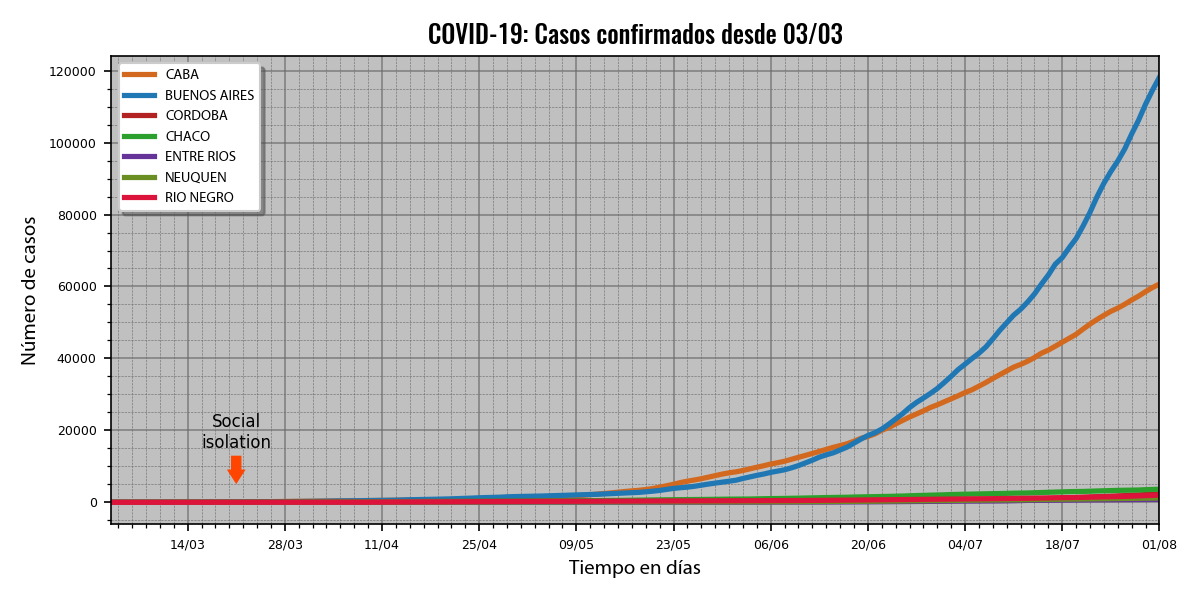 COVID-19: Casos confirmados desde 03/03
CABA
BUENOS AIRES
CORDOBA
CHACO
ENTRE RIOS
NEUQUEN
RIO NEGRO
120000
100000
80000
60000
40000
20000
0
Número de casos
Social
isolation
14/03 28/03 11/04 25/04 09/05 23/05 06/06 20/06 04/07 18/07 01/08
Tiempo en días